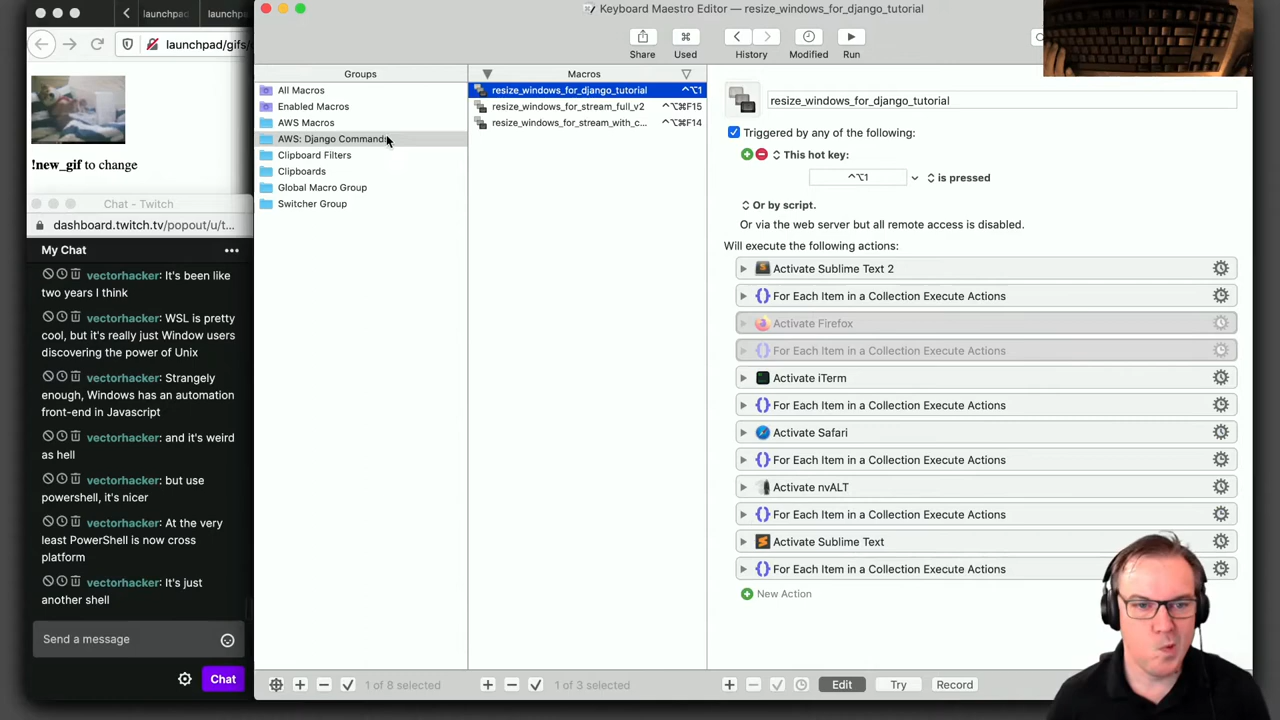 launchpad
launchpad
launchpad/gifs/
!new_gif to change
Chat – Twitch
dashboard.twitch.tv/popout/u/t...
My Chat
vectorhacker: It's been like
two years I think
vectorhacker: WSL is pretty
cool, but it's really just Window users
discovering the power of Unix
vectorhacker: Strangely
enough, Windows has an automation
front-end in Javascript
vectorhacker: and it's weird
as hell
vectorhacker: but use
powershell, it's nicer
vectorhacker: At the very
least PowerShell is now cross
platform
vectorhacker: It's just
another shell
Send a message
Chat
Keyboard Maestro Editor — resize_windows_for_django_tutorial
Share
Used
History
Modified
Run
Groups
All Macros
Enabled Macros
AWS Macros
AWS: Django Commands
Clipboard Filters
Clipboards
Global Macro Group
Switcher Group
1 of 8 selected
Macros
resize_windows_for_django_tutorial ^⌥1
resize_windows_for_stream_full_v2 ^⌥⌘F15
resize_windows_for_stream_with_c... ^⌥⌘F14
1 of 3 selected
resize_windows_for_django_tutorial
Triggered by any of the following:
This hot key:
^⌥1 is pressed
Or by script.
Or via the web server but all remote access is disabled.
Will execute the following actions:
Activate Sublime Text 2
For Each Item in a Collection Execute Actions
Activate Firefox
For Each Item in a Collection Execute Actions
Activate iTerm
For Each Item in a Collection Execute Actions
Activate Safari
For Each Item in a Collection Execute Actions
Activate nvALT
For Each Item in a Collection Execute Actions
Activate Sublime Text
For Each Item in a Collection Execute Actions
New Action
Edit
Try
Record